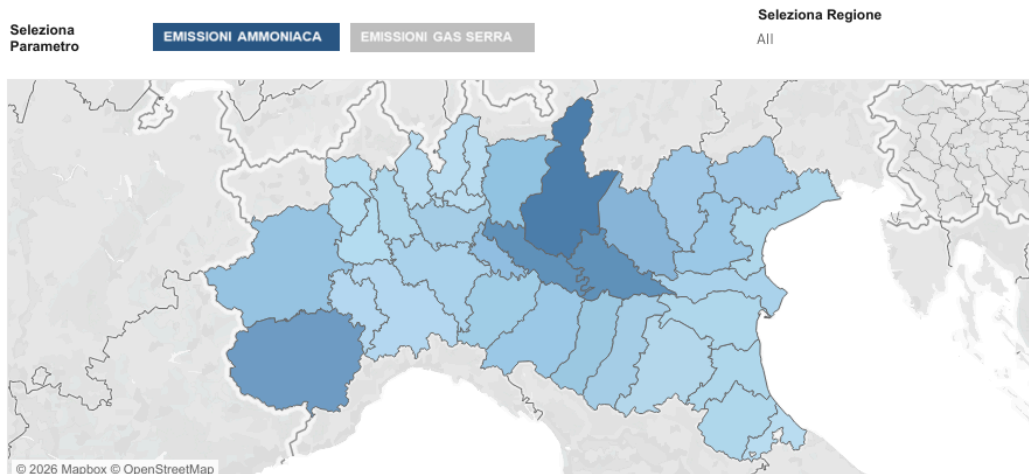 Seleziona
Parametro
EMISSIONI AMMONIACA
EMISSIONI GAS SERRA
Seleziona Regione
All
© 2026 Mapbox © OpenStreetMap